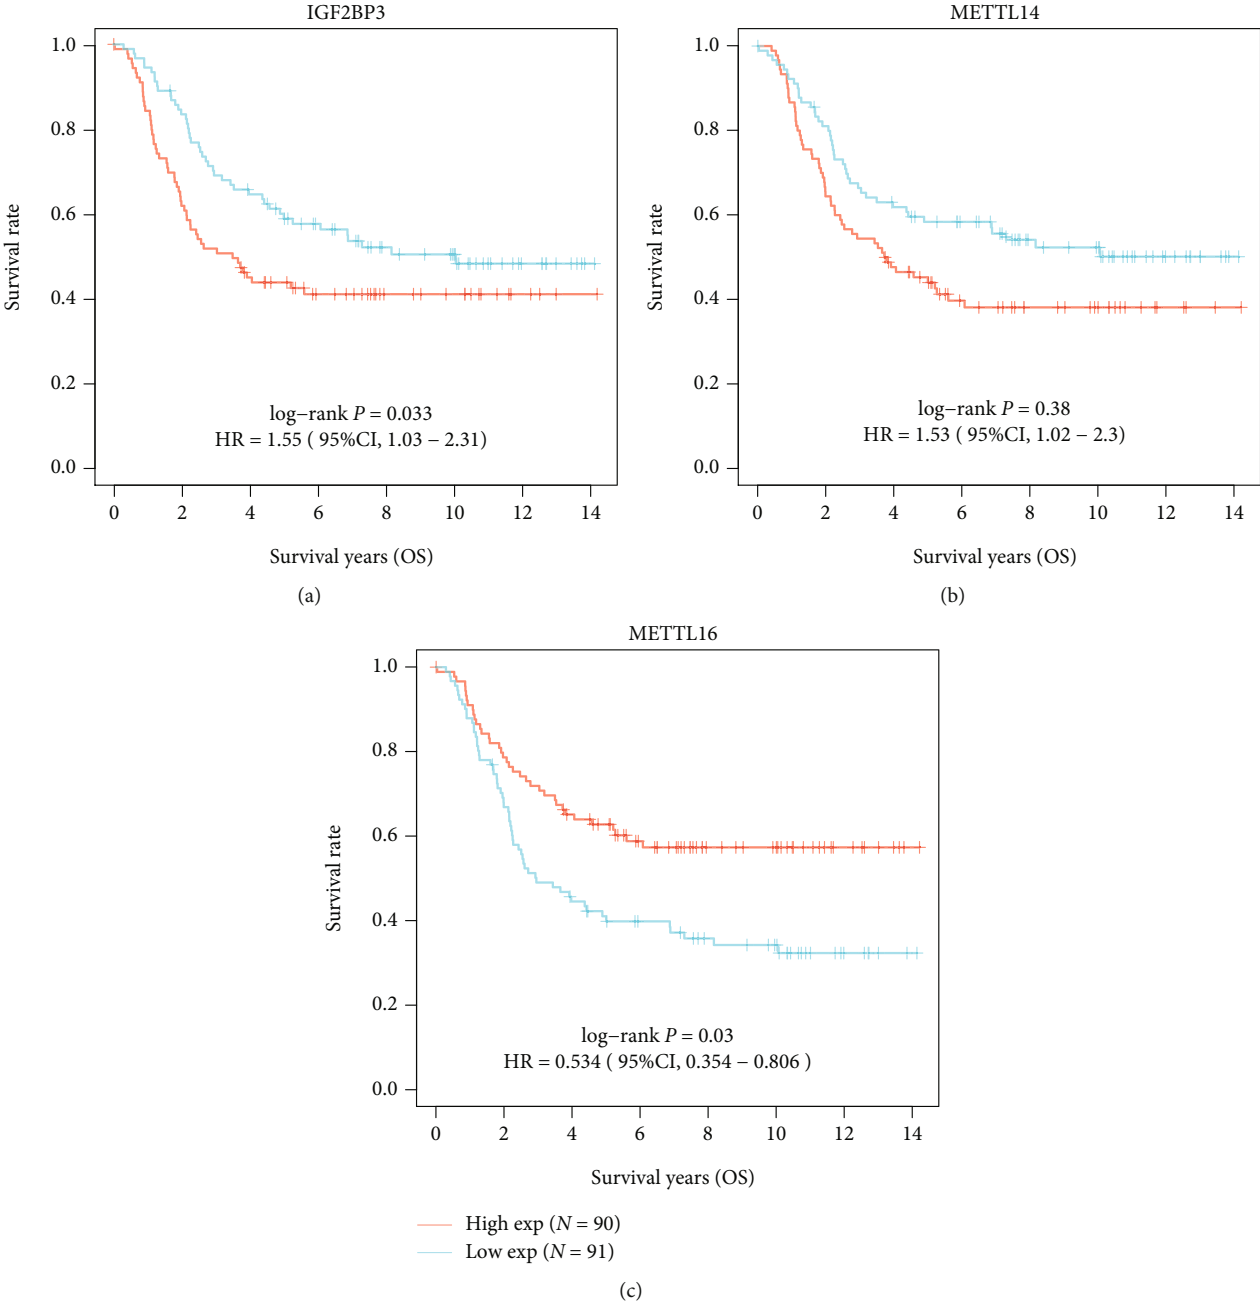 IGF2BP3
1.0
0.8
0.6
0.4
0.2
0.0
Survival rate
log−rank P = 0.033
HR = 1.55 ( 95%CI, 1.03 − 2.31)
0 2 4 6 8 10 12 14
Survival years (OS)
(a)
METTL14
1.0
0.8
0.6
0.4
0.2
0.0
Survival rate
log−rank P = 0.38
HR = 1.53 ( 95%CI, 1.02 − 2.3)
0 2 4 6 8 10 12 14
Survival years (OS)
(b)
METTL16
1.0
0.8
0.6
0.4
0.2
0.0
Survival rate
log−rank P = 0.03
HR = 0.534 ( 95%CI, 0.354 − 0.806 )
0 2 4 6 8 10 12 14
Survival years (OS)
High exp (N = 90)
Low exp (N = 91)
(c)